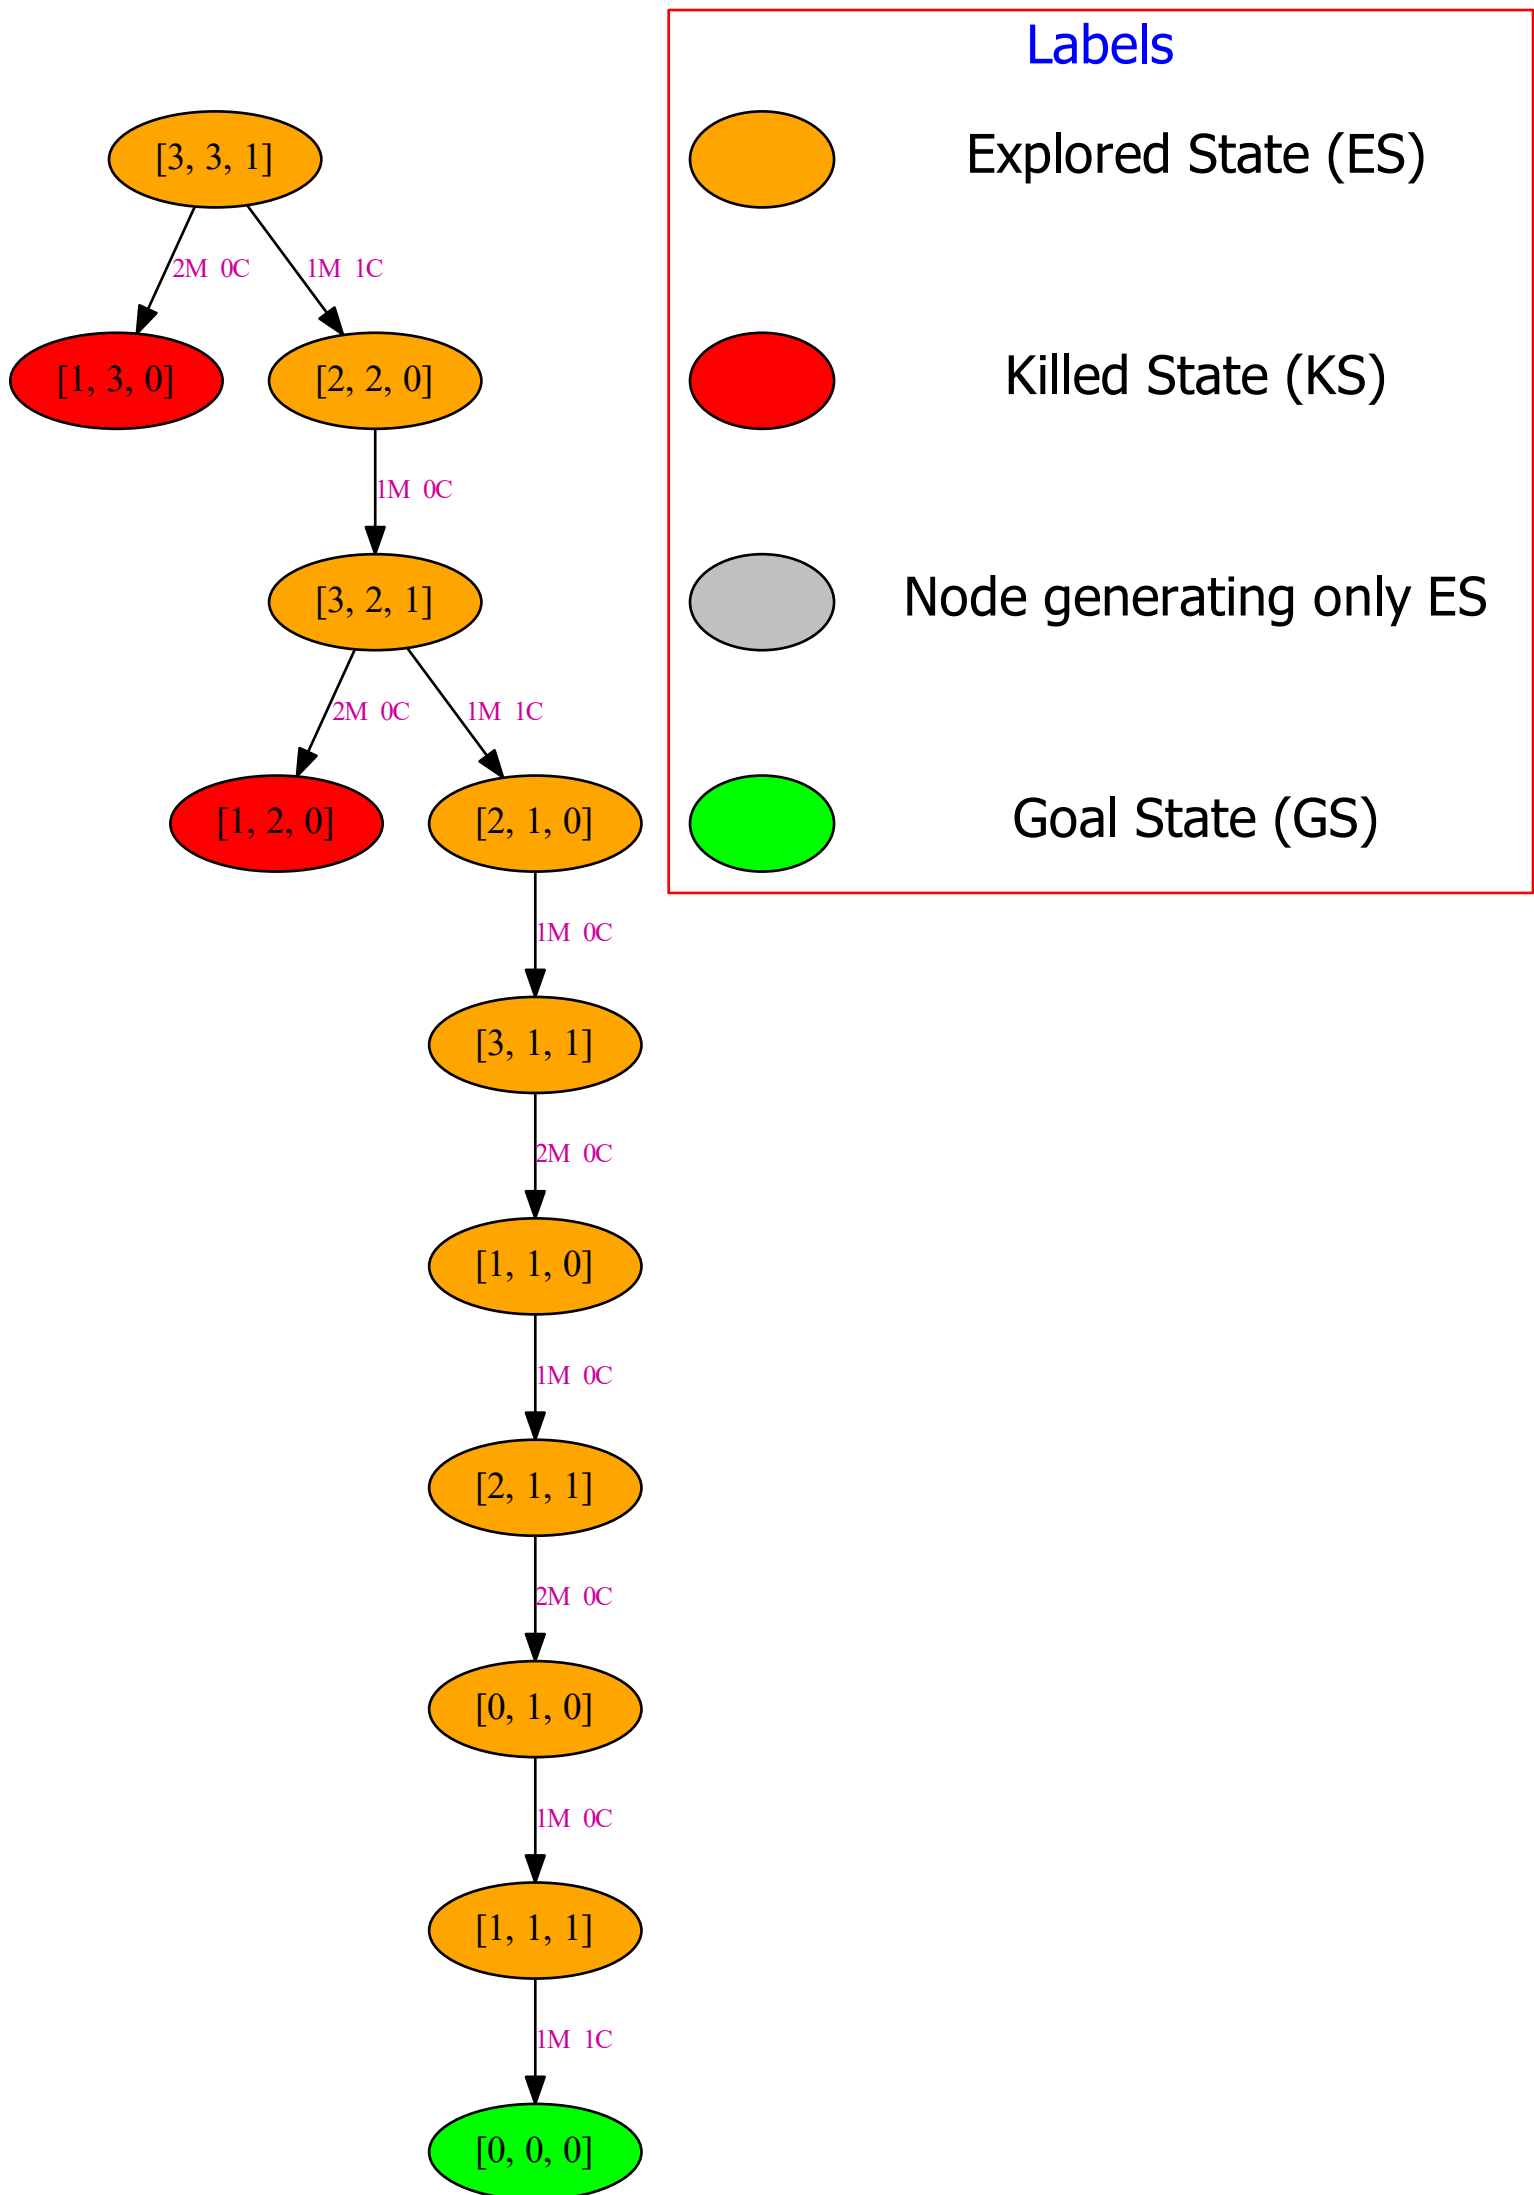 Labels
[3, 3, 1]
Explored State (ES)
2M 0C
1M 1C
[1, 3, 0]
[2, 2, 0]
Killed State (KS)
1M 0C
[3, 2, 1]
Node generating only ES
2M 0C
1M 1C
[1, 2, 0]
[2, 1, 0]
Goal State (GS)
1M 0C
[3, 1, 1]
2M 0C
[1, 1, 0]
1M 0C
[2, 1, 1]
2M 0C
[0, 1, 0]
1M 0C
[1, 1, 1]
1M 1C
[0, 0, 0]